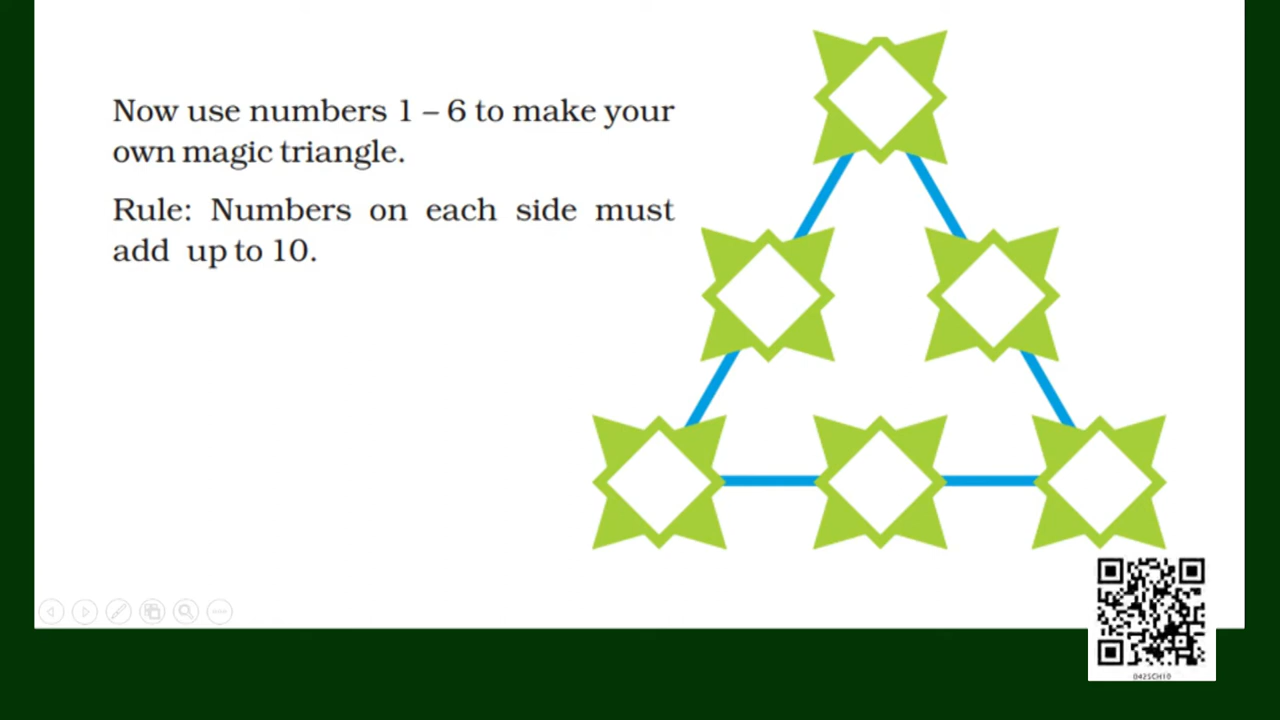 Now use numbers 1 – 6 to make your
own magic triangle.
Rule: Numbers on each side must
add up to 10.
0425CH10